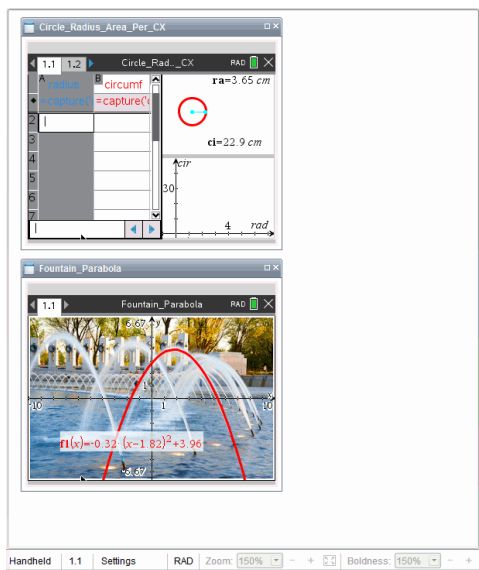 Circle_Radius_Area_Per_CX
1.1 1.2 Circle_Rad.._CX RAD
A radius B circumf
=capture('r =capture('c
2
3
4
5
6
7
ra=3.65 cm
ci=22.9 cm
cir
30
4 rad
Fountain_Parabola
1.1 Fountain_Parabola RAD
6.67 y
1
-10 1 10
f1(x)=-0.32·(x-1.82)²+3.96
-6.67
Handheld 1.1 Settings RAD Zoom: 150% - + Boldness: 150% - +